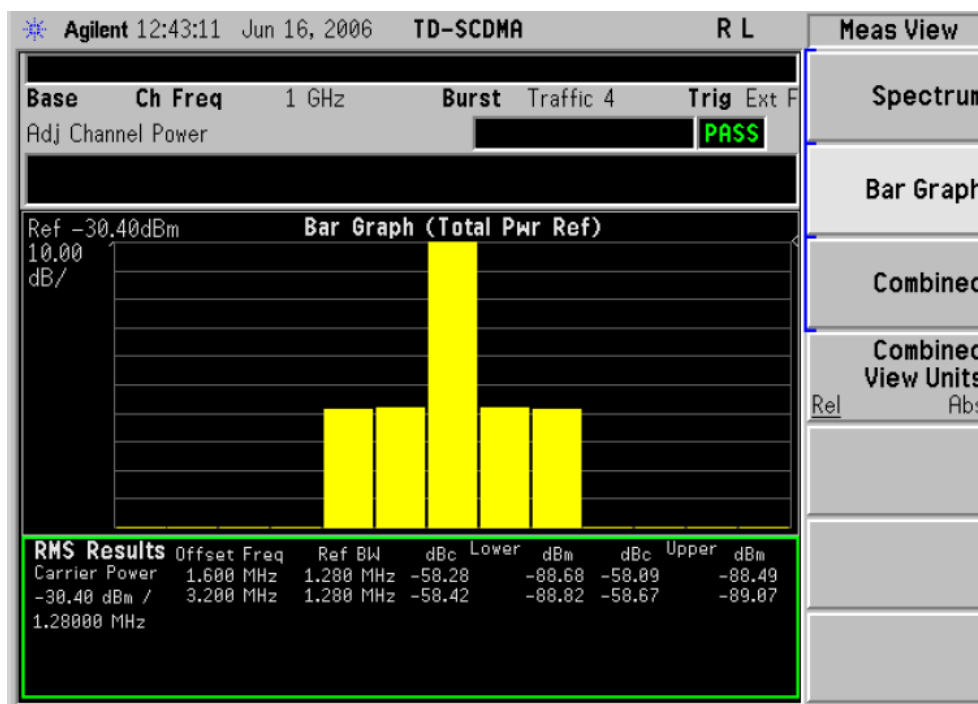 Agilent 12:43:11 Jun 16, 2006 TD-SCDMA R L
Base Ch Freq 1 GHz Burst Traffic 4 Trig Ext F
Adj Channel Power PASS
Ref -30.40dBm Bar Graph (Total Pwr Ref)
10.00
dB/
RMS Results Offset Freq Ref BW dBc Lower dBm dBc Upper dBm
Carrier Power 1.600 MHz 1.280 MHz -58.28 -88.68 -58.09 -88.49
-30.40 dBm / 3.200 MHz 1.280 MHz -58.42 -88.82 -58.67 -89.07
1.28000 MHz
Meas View
Spectrum
Bar Graph
Combined
Combined
View Units
Rel Abs